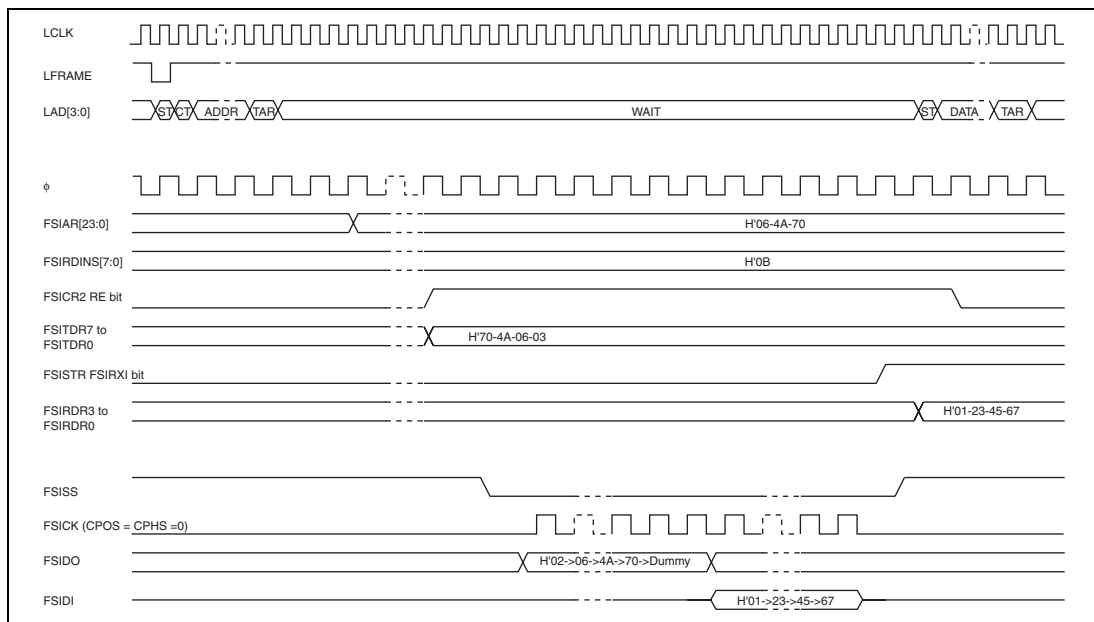 LCLK
LFRAME
LAD[3:0] ST CT ADDR TAR WAIT ST DATA TAR
ϕ
FSIAR[23:0] H'06-4A-70
FSIRDINS[7:0] H'0B
FSICR2 RE bit
FSITDR7 to
FSITDR0
H'70-4A-06-03
FSISTR FSIRXI bit
FSIRDR3 to
FSIRDR0
H'01-23-45-67
FSISS
FSICK (CPOS = CPHS =0)
FSIDO H'02->06->4A->70->Dummy
FSIDI H'01->23->45->67